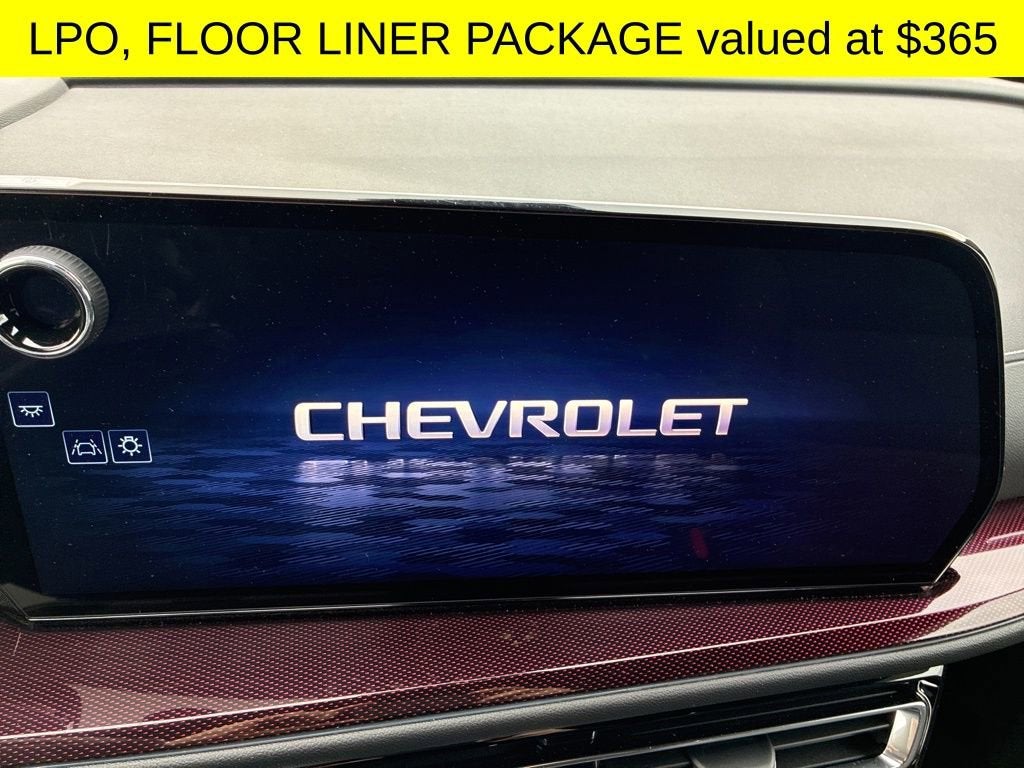 LPO, FLOOR LINER PACKAGE valued at $365
CHEVROLET